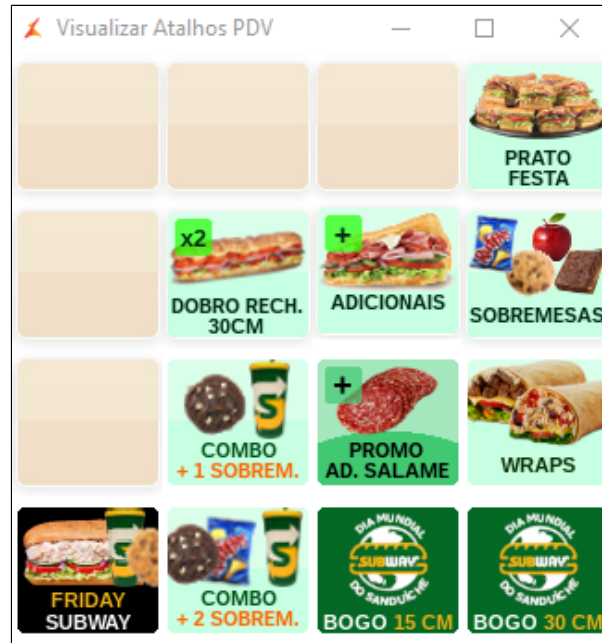 Visualizar Atalhos PDV
PRATO
FESTA
x2
DOBRO RECH.
30CM
+
ADICIONAIS
SOBREMESAS
COMBO
+ 1 SOBREM.
+
PROMO
AD. SALAME
WRAPS
FRIDAY
SUBWAY
COMBO
+ 2 SOBREM.
DIA MUNDIAL
SUBWAY
DO SANDUÍCHE
BOGO 15 CM
DIA MUNDIAL
SUBWAY
DO SANDUÍCHE
BOGO 30 CM